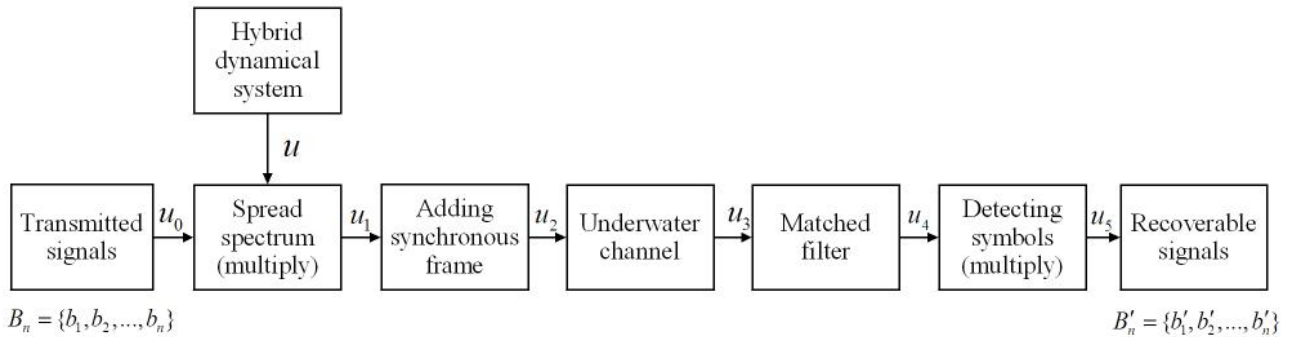 Hybrid
dynamical
system
u
Transmitted
signals
u₀
Spread
spectrum
(multiply)
u₁
Adding
synchronous
frame
u₂
Underwater
channel
u₃
Matched
filter
u₄
Detecting
symbols
(multiply)
u₅
Recoverable
signals
Bₙ = {b₁, b₂, ..., bₙ}
B′ₙ = {b′₁, b′₂, ..., b′ₙ}